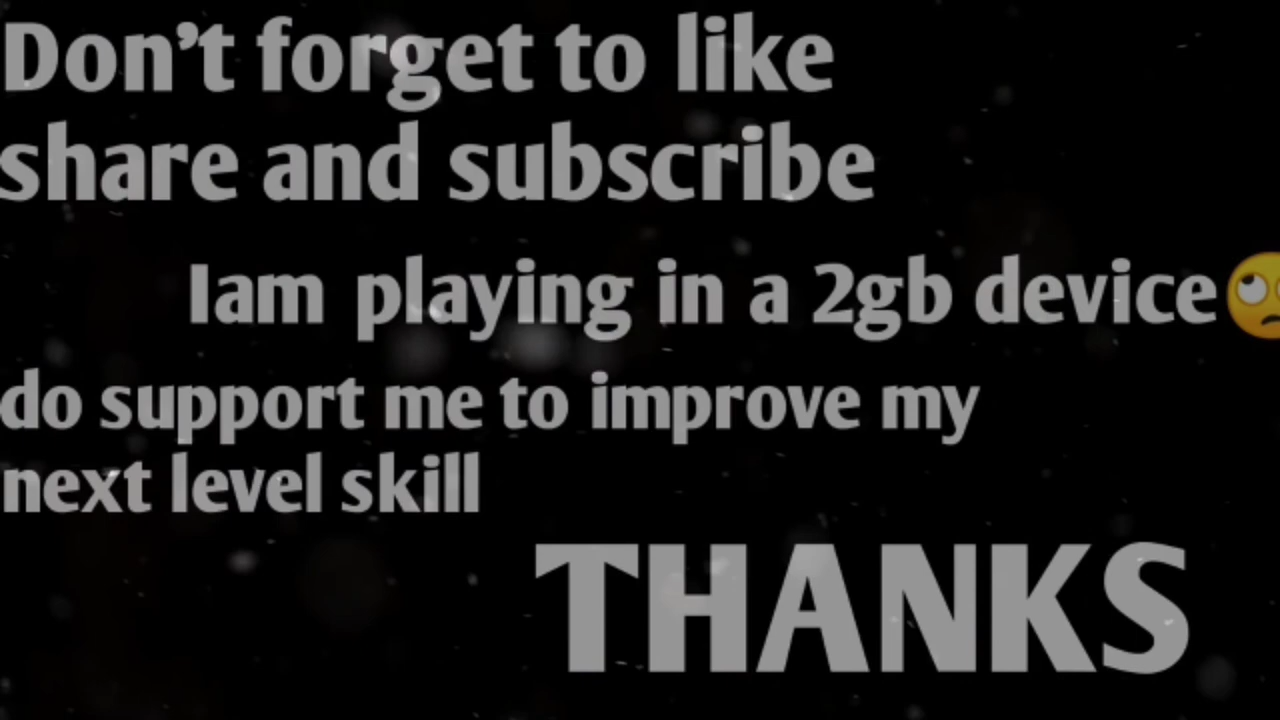 Don't forget to like
share and subscribe
Iam playing in a 2gb device🙄
do support me to improve my
next level skill
THANKS